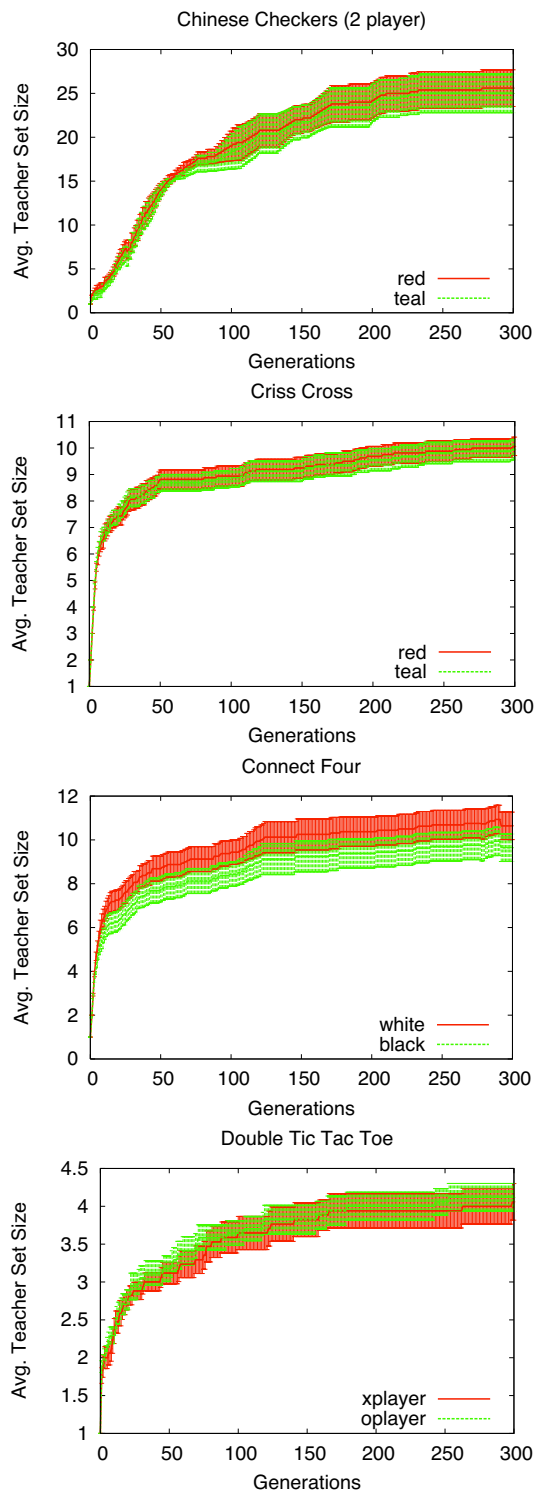 Chinese Checkers (2 player)
30
25
20
15
10
5
0
Avg. Teacher Set Size
red
teal
0 50 100 150 200 250 300
Generations
Criss Cross
11
10
9
8
7
6
5
4
3
2
1
Avg. Teacher Set Size
red
teal
0 50 100 150 200 250 300
Generations
Connect Four
12
10
8
6
4
2
0
Avg. Teacher Set Size
white
black
0 50 100 150 200 250 300
Generations
Double Tic Tac Toe
4.5
4
3.5
3
2.5
2
1.5
1
Avg. Teacher Set Size
xplayer
oplayer
0 50 100 150 200 250 300
Generations